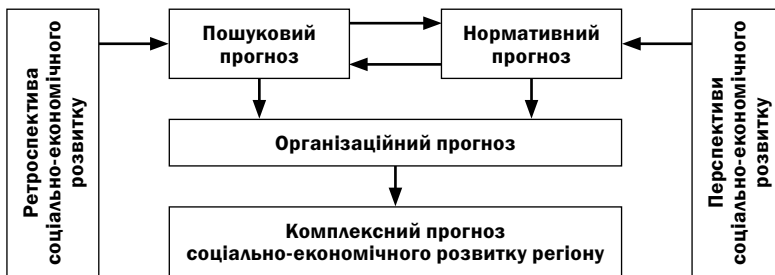 Ретроспектива
соціально-економічного
розвитку
Пошуковий
прогноз
Нормативний
прогноз
Організаційний прогноз
Комплексний прогноз
соціально-економічного розвитку регіону
Перспективи
соціально-економічного
розвитку